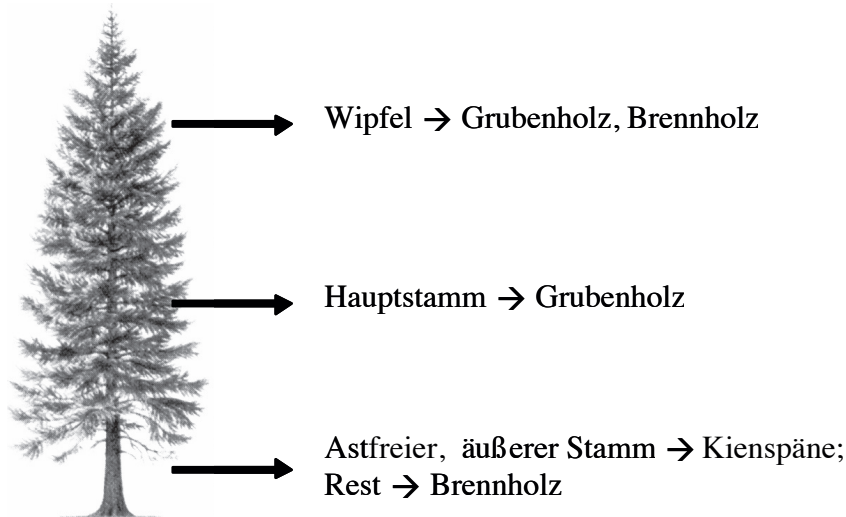 Wipfel → Grubenholz, Brennholz
Hauptstamm → Grubenholz
Astfreier, äußerer Stamm → Kienspäne;
Rest → Brennholz